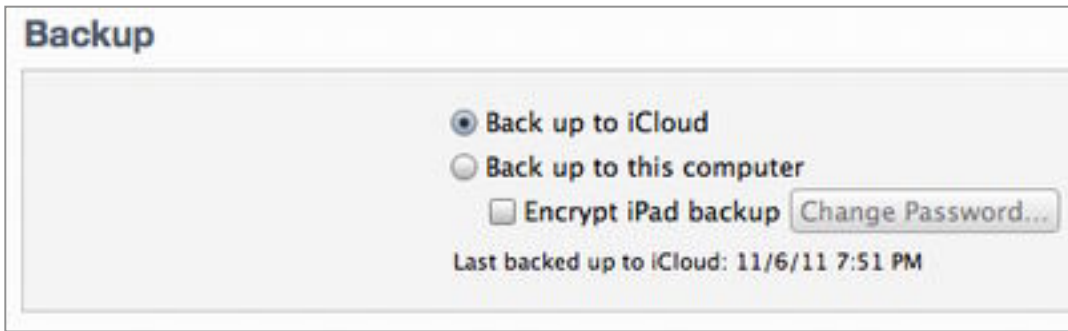 Backup
Back up to iCloud
Back up to this computer
Encrypt iPad backup Change Password...
Last backed up to iCloud: 11/6/11 7:51 PM